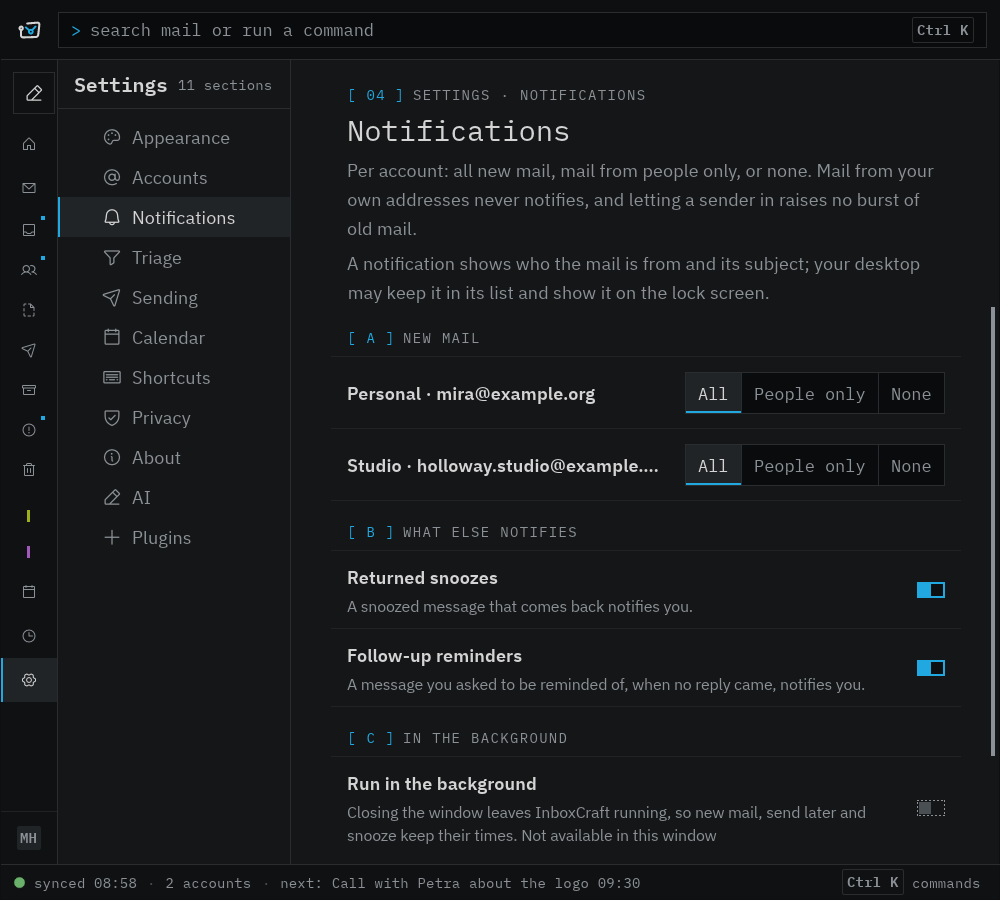 > search mail or run a command
Ctrl K
Settings 11 sections
Appearance
Accounts
Notifications
Triage
Sending
Calendar
Shortcuts
Privacy
About
AI
Plugins
MH
[ 04 ] SETTINGS · NOTIFICATIONS
Notifications
Per account: all new mail, mail from people only, or none. Mail from your
own addresses never notifies, and letting a sender in raises no burst of
old mail.
A notification shows who the mail is from and its subject; your desktop
may keep it in its list and show it on the lock screen.
[ A ] NEW MAIL
Personal · mira@example.org All People only None
Studio · holloway.studio@example.... All People only None
[ B ] WHAT ELSE NOTIFIES
Returned snoozes
A snoozed message that comes back notifies you.
Follow-up reminders
A message you asked to be reminded of, when no reply came, notifies you.
[ C ] IN THE BACKGROUND
Run in the background
Closing the window leaves InboxCraft running, so new mail, send later and
snooze keep their times. Not available in this window
synced 08:58 · 2 accounts · next: Call with Petra about the logo 09:30
Ctrl K commands